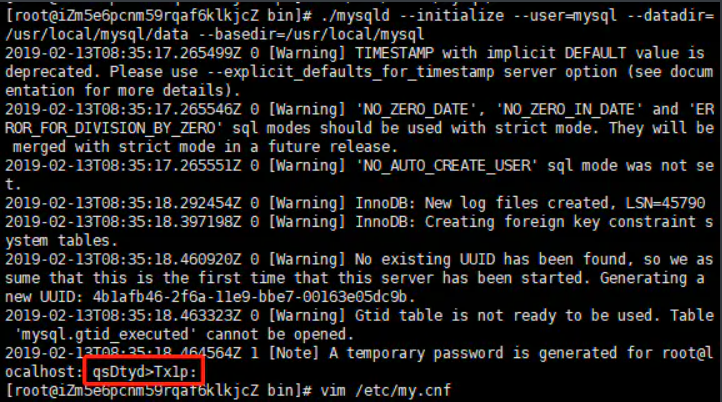 [root@iZm5e6pcnm59rqaf6klkjcZ bin]# ./mysqld --initialize --user=mysql --datadir=
/usr/local/mysql/data --basedir=/usr/local/mysql
2019-02-13T08:35:17.265499Z 0 [Warning] TIMESTAMP with implicit DEFAULT value is
deprecated. Please use --explicit_defaults_for_timestamp server option (see docum
entation for more details).
2019-02-13T08:35:17.265546Z 0 [Warning] 'NO_ZERO_DATE', 'NO_ZERO_IN_DATE' and 'ER
ROR_FOR_DIVISION_BY_ZERO' sql modes should be used with strict mode. They will be
 merged with strict mode in a future release.
2019-02-13T08:35:17.265551Z 0 [Warning] 'NO_AUTO_CREATE_USER' sql mode was not se
t.
2019-02-13T08:35:18.292454Z 0 [Warning] InnoDB: New log files created, LSN=45790
2019-02-13T08:35:18.397198Z 0 [Warning] InnoDB: Creating foreign key constraint s
ystem tables.
2019-02-13T08:35:18.460920Z 0 [Warning] No existing UUID has been found, so we as
sume that this is the first time that this server has been started. Generating a
new UUID: 4b1afb46-2f6a-11e9-bbe7-00163e05dc9b.
2019-02-13T08:35:18.463323Z 0 [Warning] Gtid table is not ready to be used. Table
 'mysql.gtid_executed' cannot be opened.
2019-02-13T08:35:18.464564Z 1 [Note] A temporary password is generated for root@l
ocalhost: qsDtyd>Tx1p:
[root@iZm5e6pcnm59rqaf6klkjcZ bin]# vim /etc/my.cnf